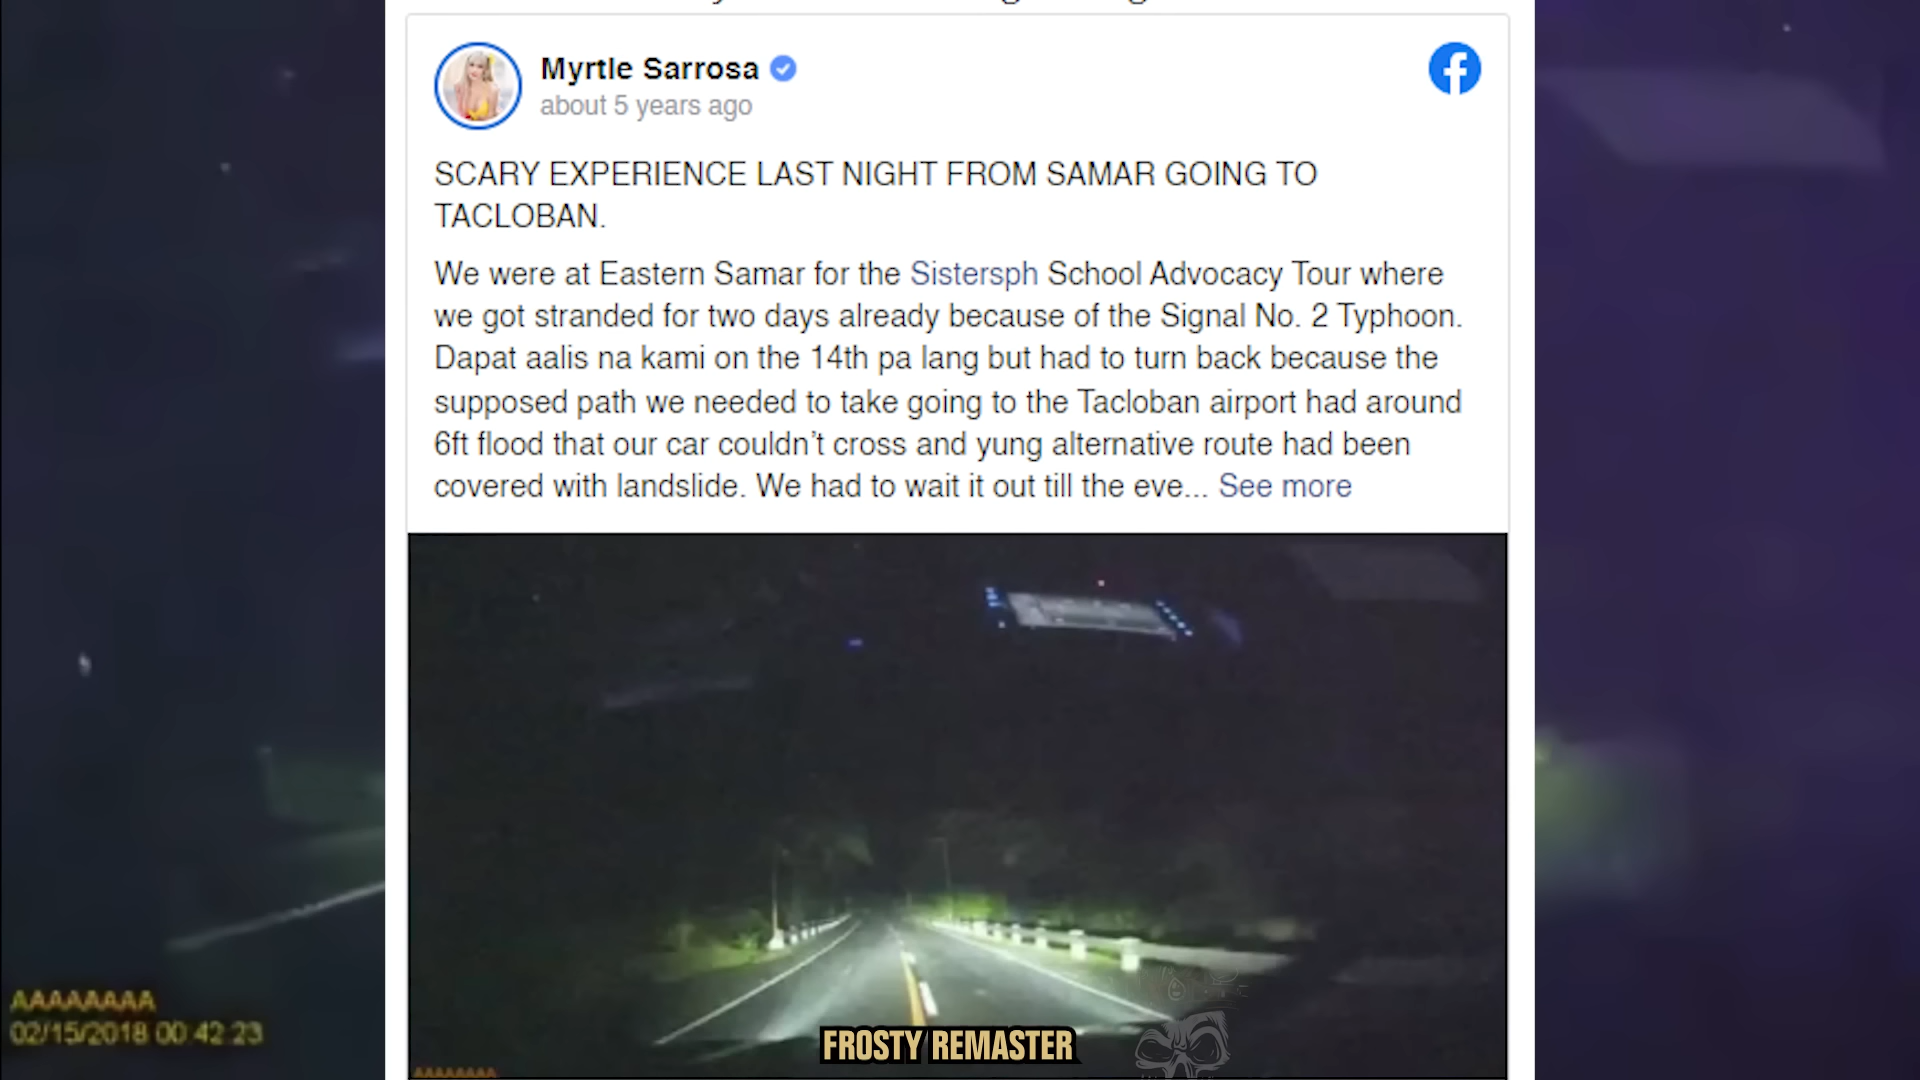 Myrtle Sarrosa
about 5 years ago
SCARY EXPERIENCE LAST NIGHT FROM SAMAR GOING TO
TACLOBAN.
We were at Eastern Samar for the Sistersph School Advocacy Tour where
we got stranded for two days already because of the Signal No. 2 Typhoon.
Dapat aalis na kami on the 14th pa lang but had to turn back because the
supposed path we needed to take going to the Tacloban airport had around
6ft flood that our car couldn’t cross and yung alternative route had been
covered with landslide. We had to wait it out till the eve... See more
AAAAAAAA
02/15/2018 00:42:23
FROSTY REMASTER
AAAAAAAA